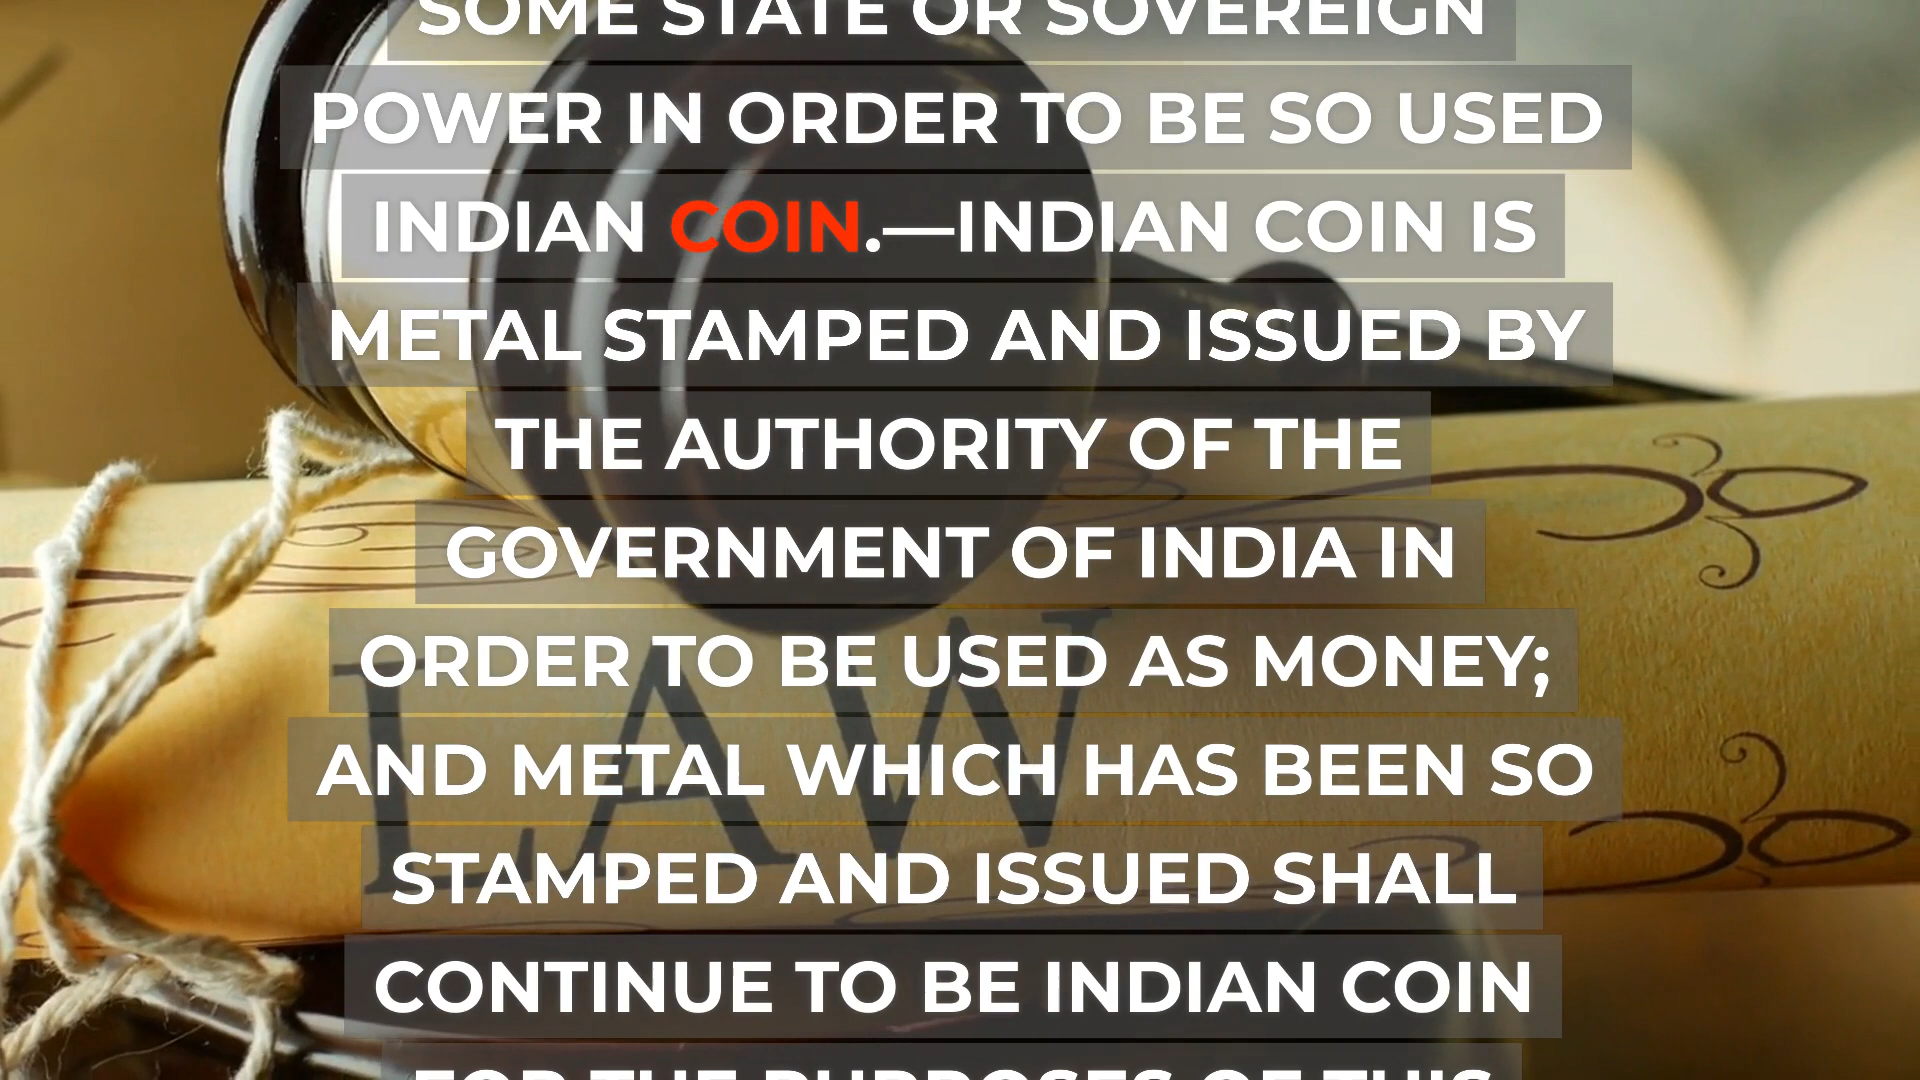 SOME STATE OR SOVEREIGN
POWER IN ORDER TO BE SO USED
INDIAN COIN.—INDIAN COIN IS
METAL STAMPED AND ISSUED BY
THE AUTHORITY OF THE
GOVERNMENT OF INDIA IN
ORDER TO BE USED AS MONEY;
AND METAL WHICH HAS BEEN SO
STAMPED AND ISSUED SHALL
CONTINUE TO BE INDIAN COIN
FOR THE PURPOSES OF THIS
LAW